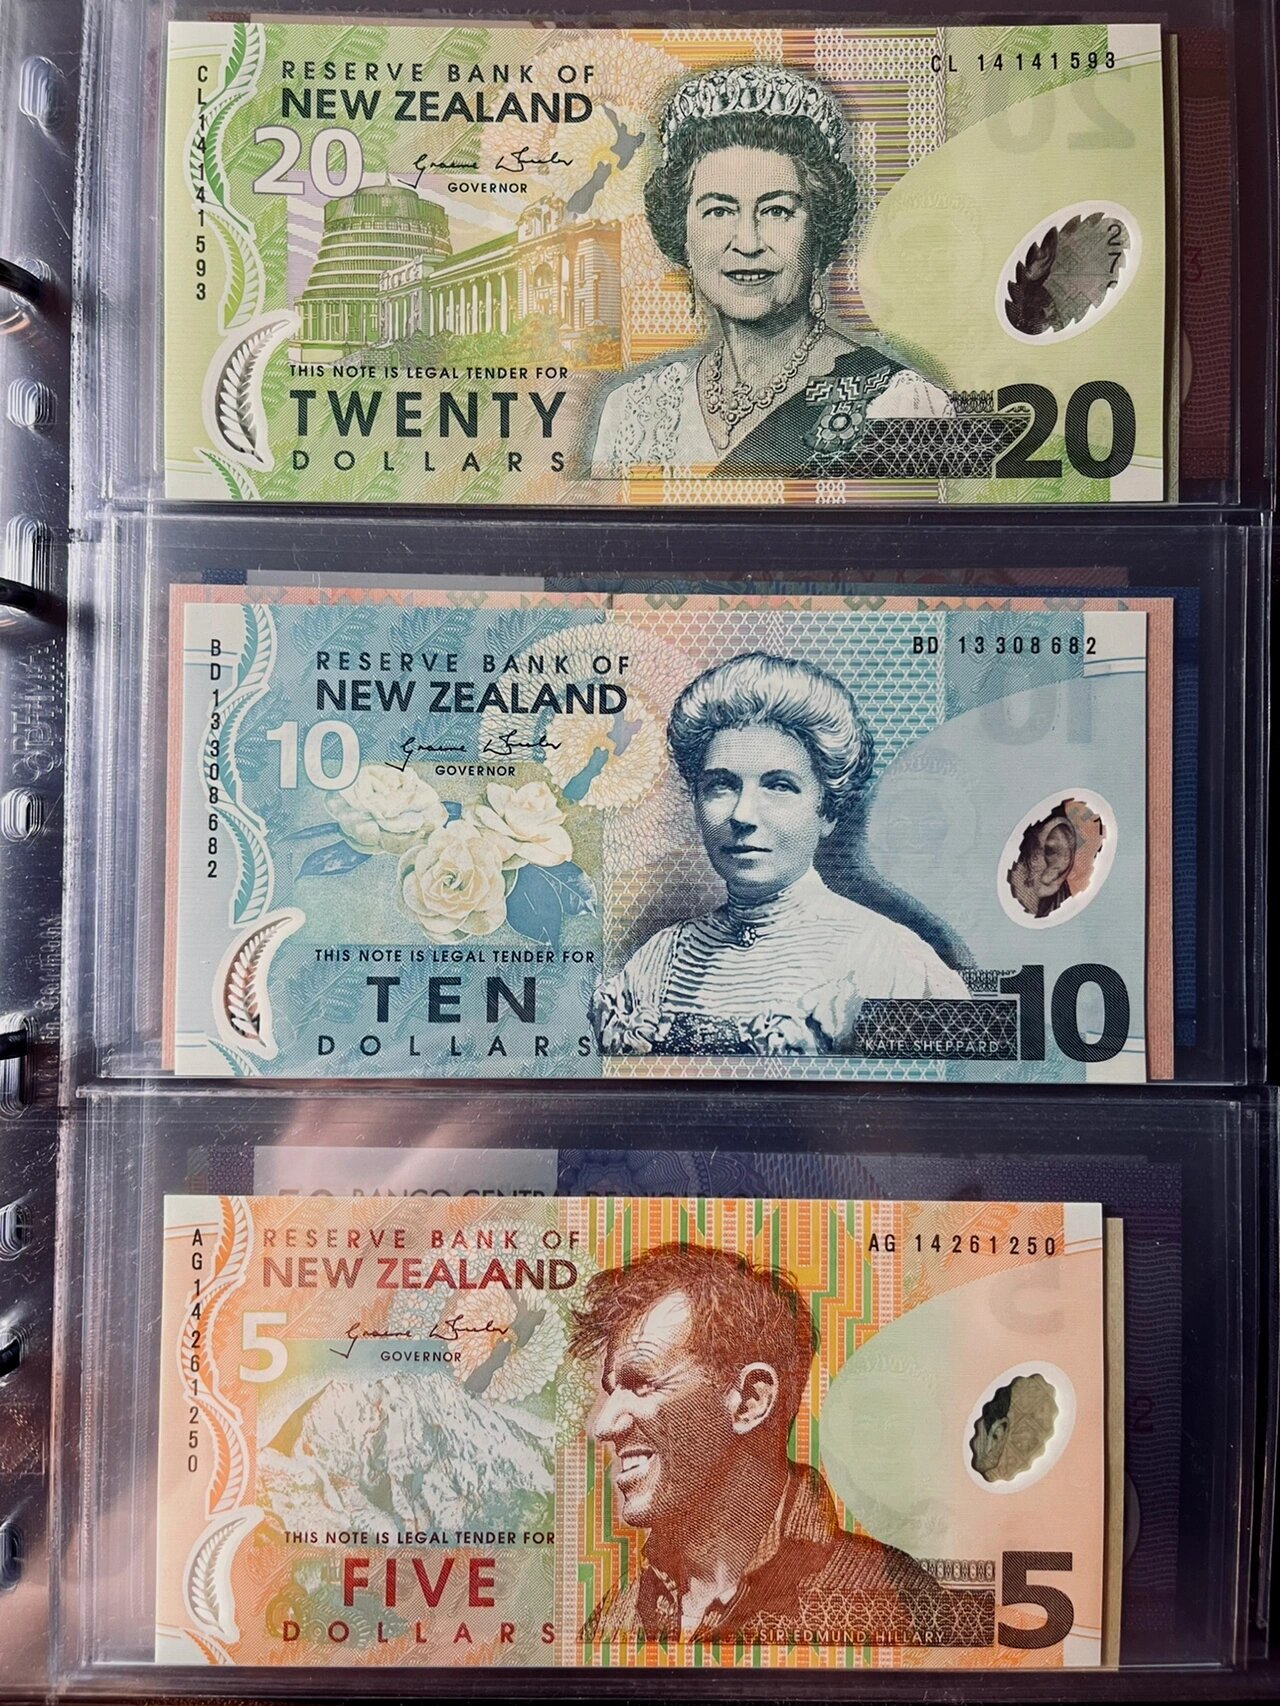 CL14141593
RESERVE BANK OF
NEW ZEALAND
CL 14141593
20
GOVERNOR
THIS NOTE IS LEGAL TENDER FOR
TWENTY
DOLLARS
27
20
BD13308682
RESERVE BANK OF
NEW ZEALAND
BD 13308682
10
GOVERNOR
THIS NOTE IS LEGAL TENDER FOR
TEN
DOLLARS
KATE SHEPPARD
10
AG14261250
RESERVE BANK OF
NEW ZEALAND
AG 14261250
5
GOVERNOR
THIS NOTE IS LEGAL TENDER FOR
FIVE
DOLLARS
SIR EDMUND HILLARY
5